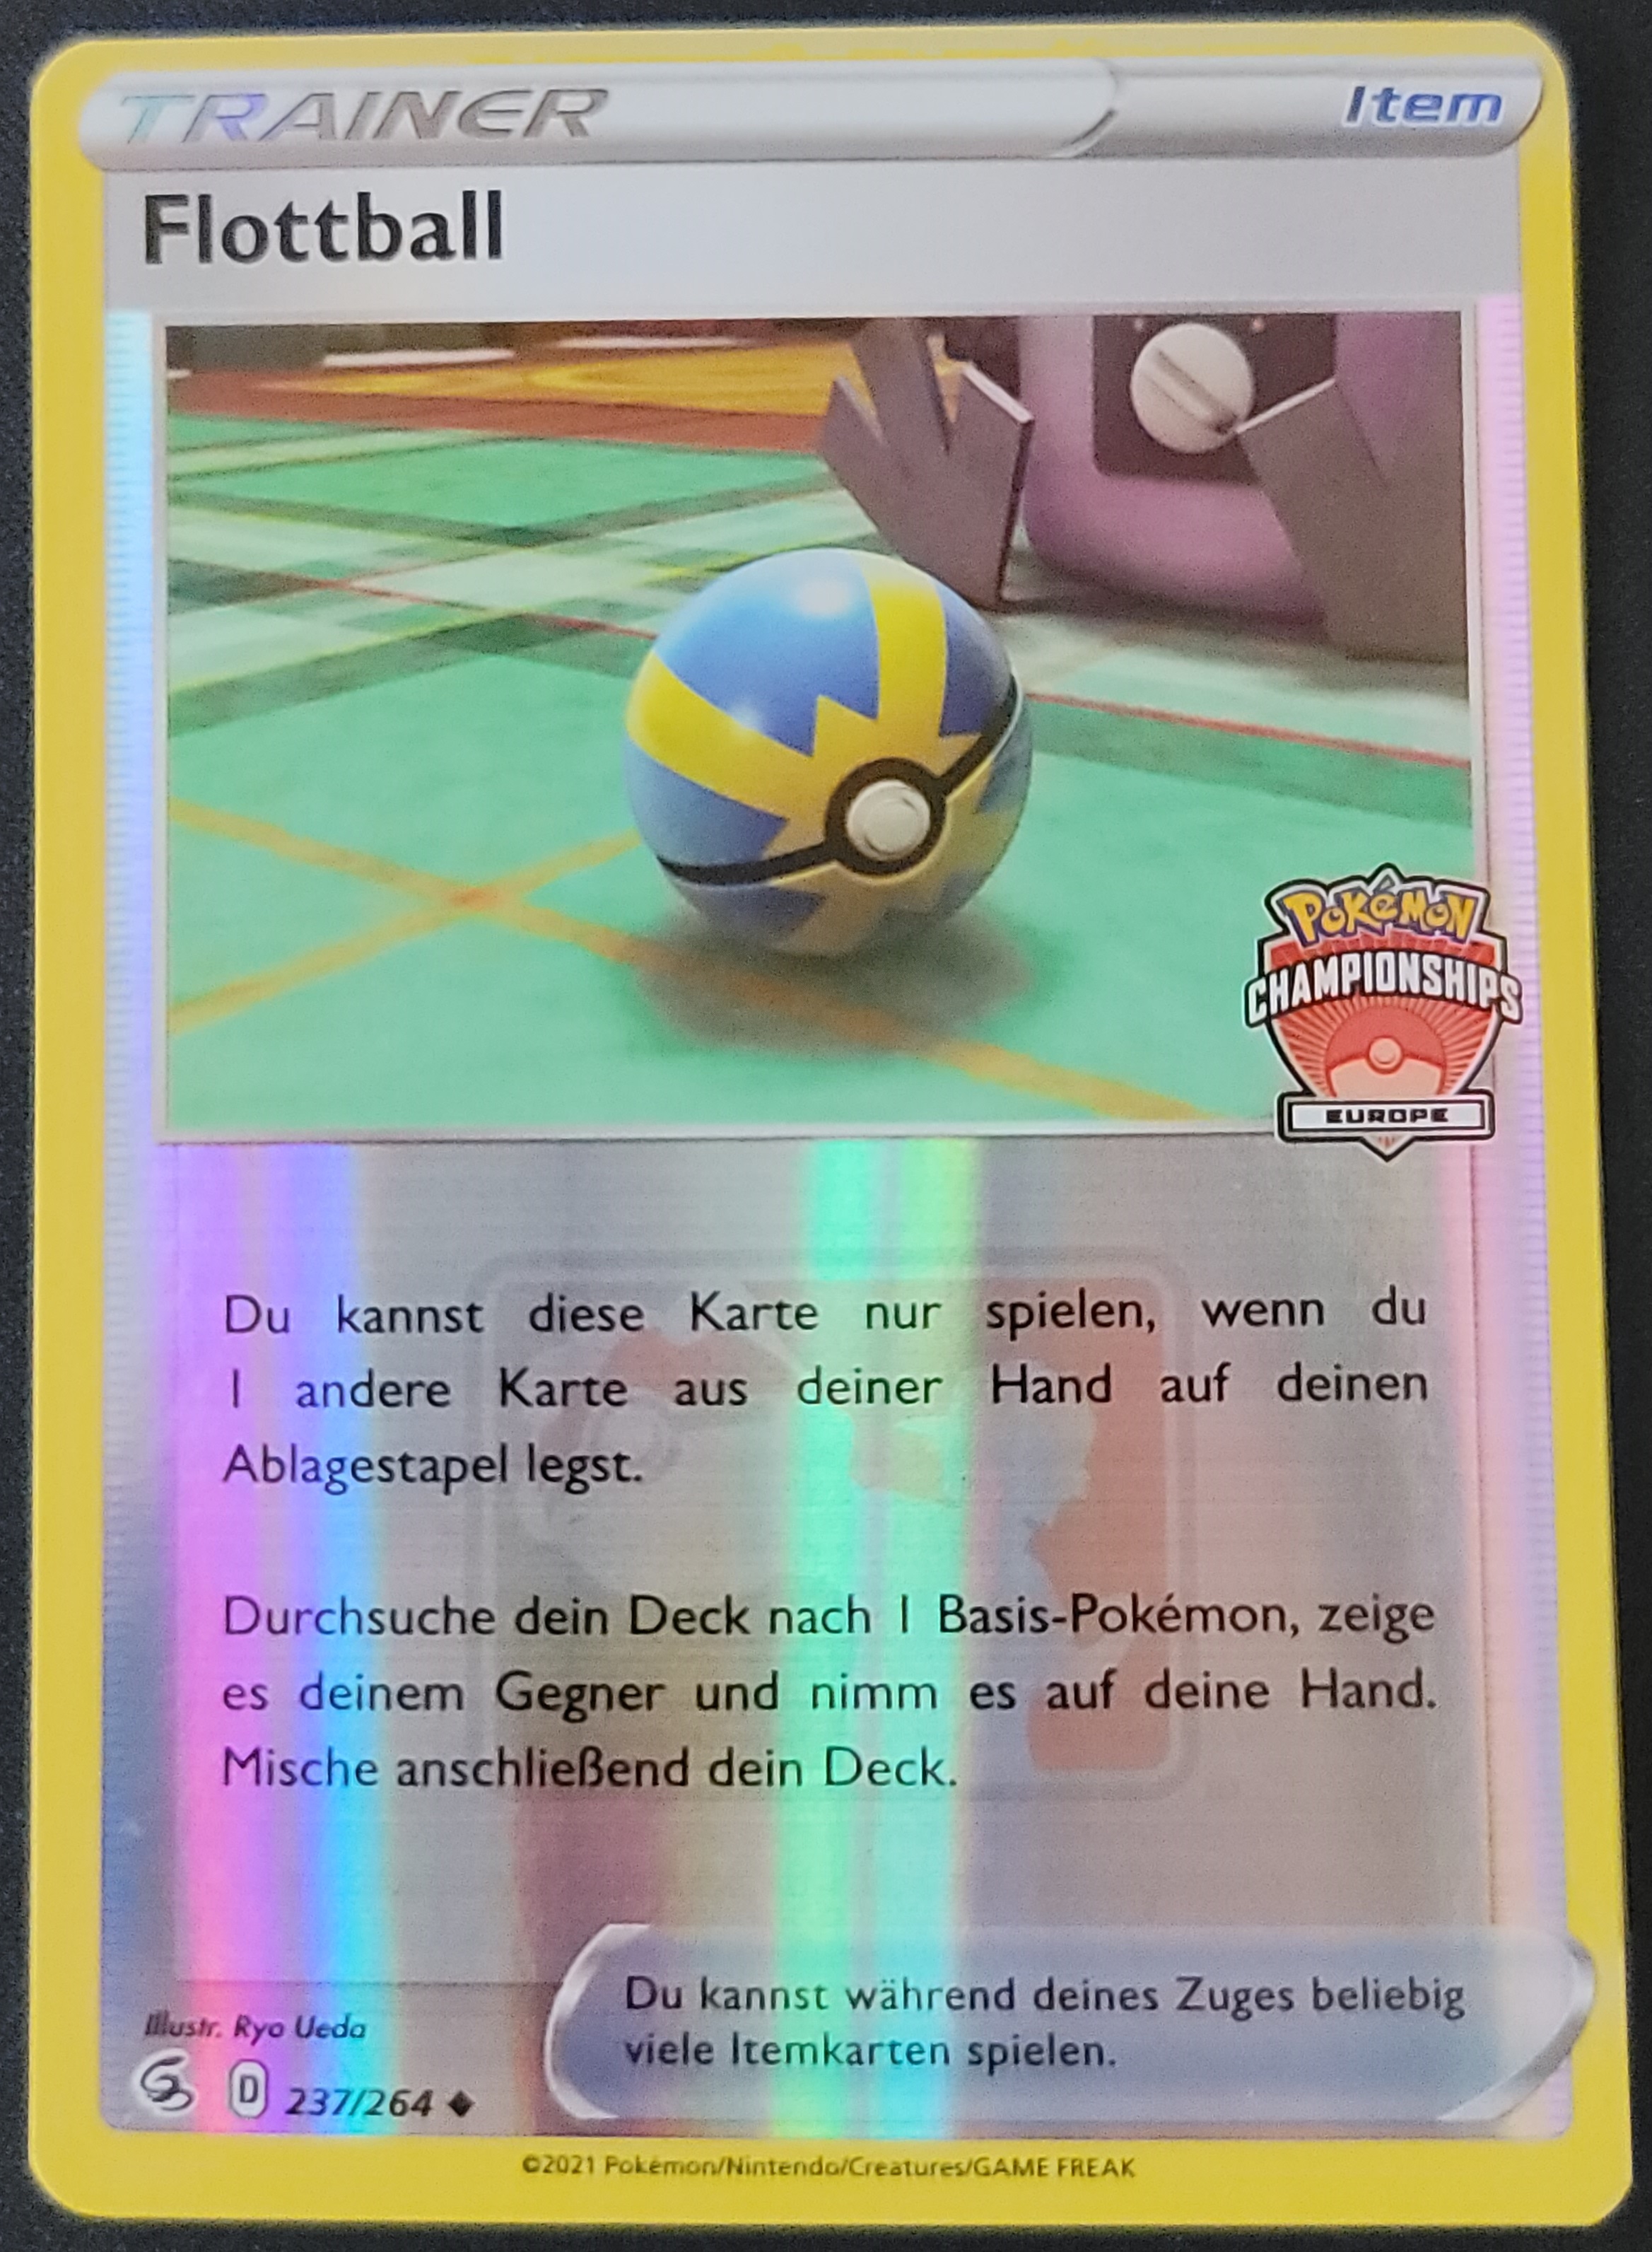 TRAINER
Item
Flottball
POKéMON
CHAMPIONSHIPS
EUROPE
Du kannst diese Karte nur spielen, wenn du
1 andere Karte aus deiner Hand auf deinen
Ablagestapel legst.
Durchsuche dein Deck nach 1 Basis-Pokémon, zeige
es deinem Gegner und nimm es auf deine Hand.
Mische anschließend dein Deck.
Du kannst während deines Zuges beliebig
viele Itemkarten spielen.
Illustr. Ryo Ueda
D 237/264
©2021 Pokémon/Nintendo/Creatures/GAME FREAK